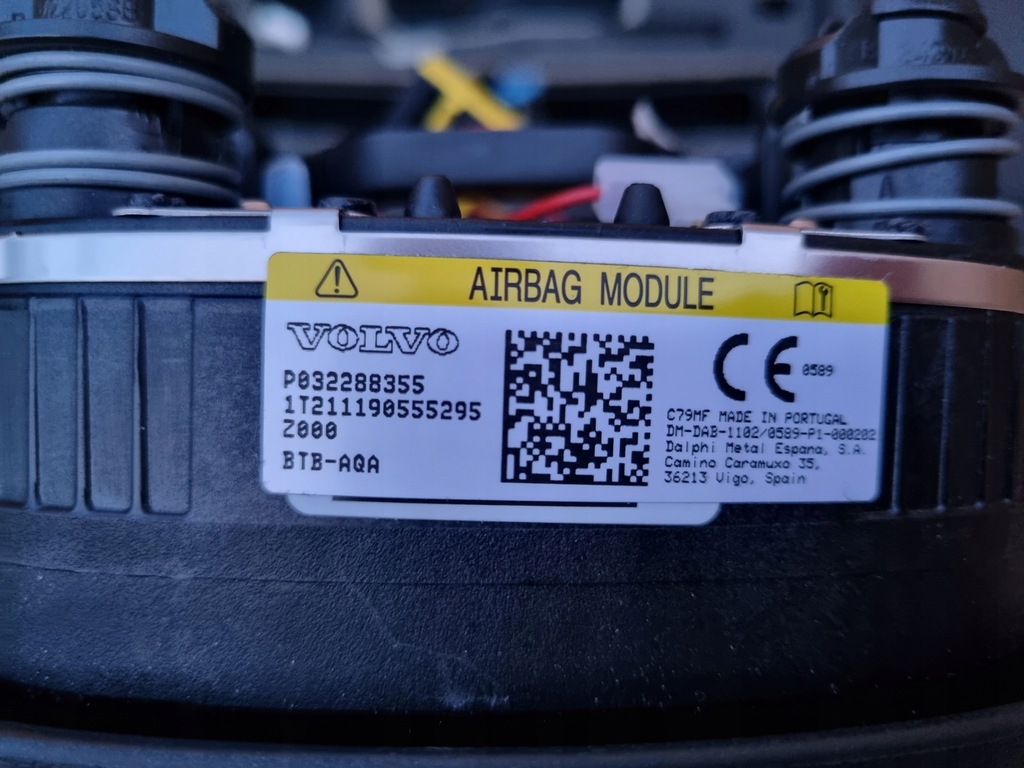 AIRBAG MODULE
VOLVO
P032288355
1T211190555295
Z000
BTB-AQA
CE 0589
C79MF MADE IN PORTUGAL
DM-DAB-1102/0589-P1-000202
Dalphi Metal Espana, S.A.
Camino Caramuxo 35,
36213 Vigo, Spain